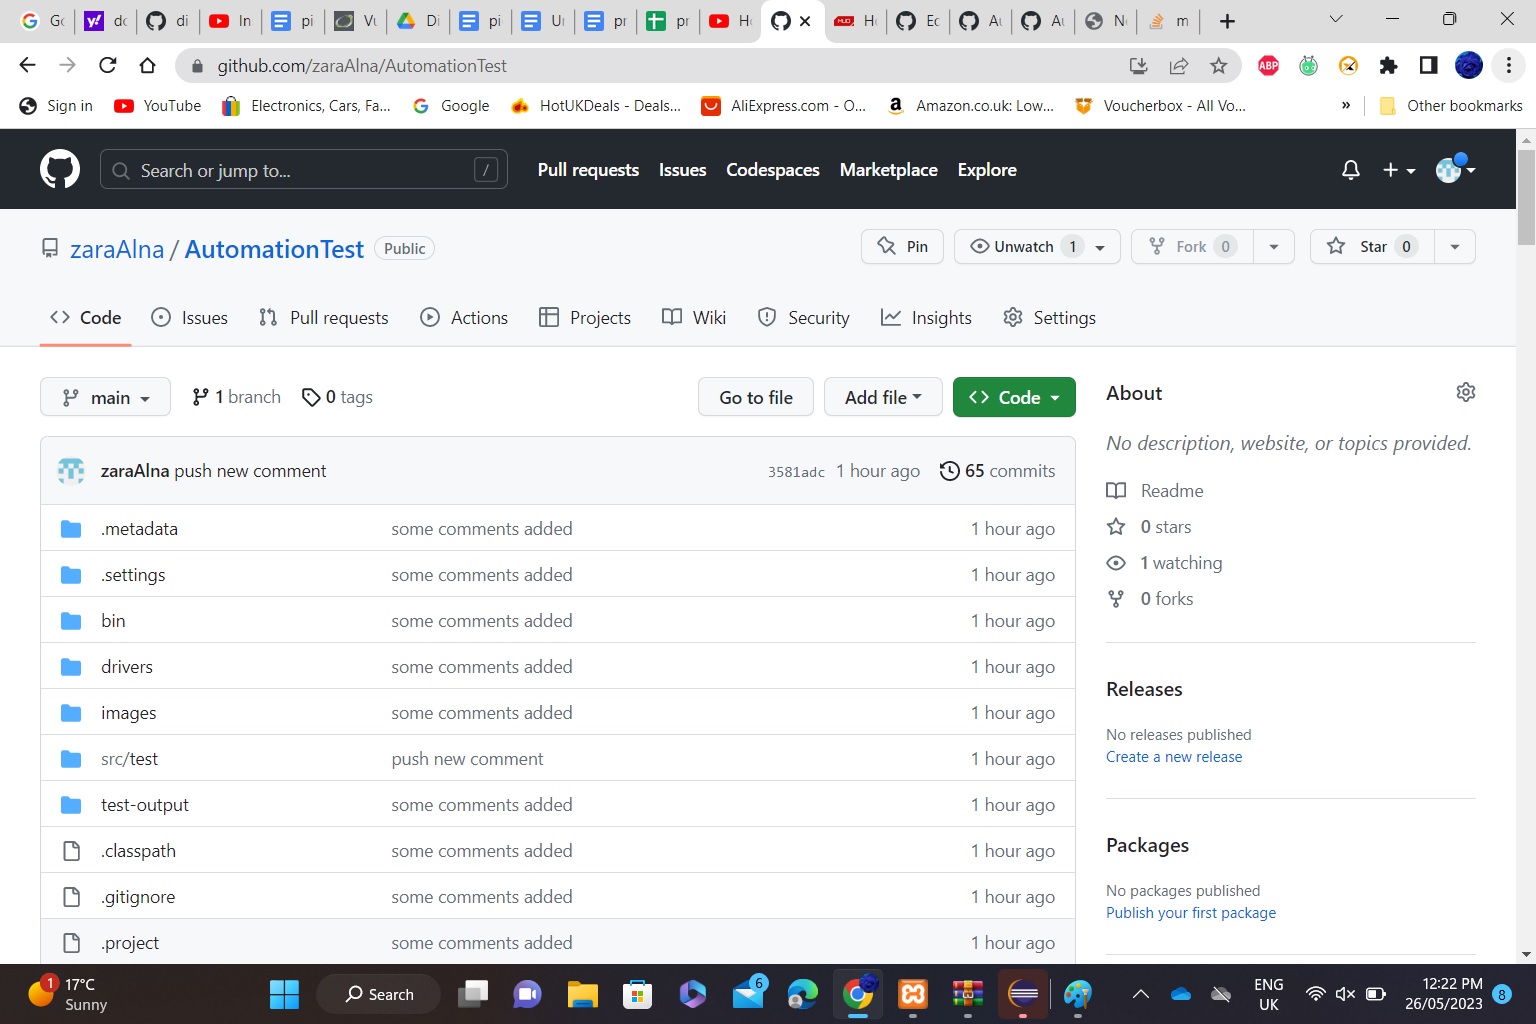 Gc
dc
di
In
pi
Vu
Di
pi
Ur
pr
pr
Hc
Hc
Ec
Au
Au
Ne
m
github.com/zaraAlna/AutomationTest
ABP
Sign in
YouTube
Electronics, Cars, Fa...
Google
HotUKDeals - Deals...
AliExpress.com - O...
Amazon.co.uk: Low...
Voucherbox - All Vo...
»
Other bookmarks
Search or jump to...
/
Pull requests
Issues
Codespaces
Marketplace
Explore
zaraAlna / AutomationTest
Public
Pin
Unwatch 1
Fork 0
Star 0
Code
Issues
Pull requests
Actions
Projects
Wiki
Security
Insights
Settings
main
1 branch
0 tags
Go to file
Add file
Code
About
No description, website, or topics provided.
zaraAlna push new comment
3581adc 1 hour ago
65 commits
Readme
0 stars
1 watching
0 forks
.metadata some comments added 1 hour ago
.settings some comments added 1 hour ago
bin some comments added 1 hour ago
drivers some comments added 1 hour ago
images some comments added 1 hour ago
src/test push new comment 1 hour ago
test-output some comments added 1 hour ago
.classpath some comments added 1 hour ago
.gitignore some comments added 1 hour ago
.project some comments added 1 hour ago
Releases
No releases published
Create a new release
Packages
No packages published
Publish your first package
1
17°C
Sunny
Search
6
ENG
UK
12:22 PM
26/05/2023
8